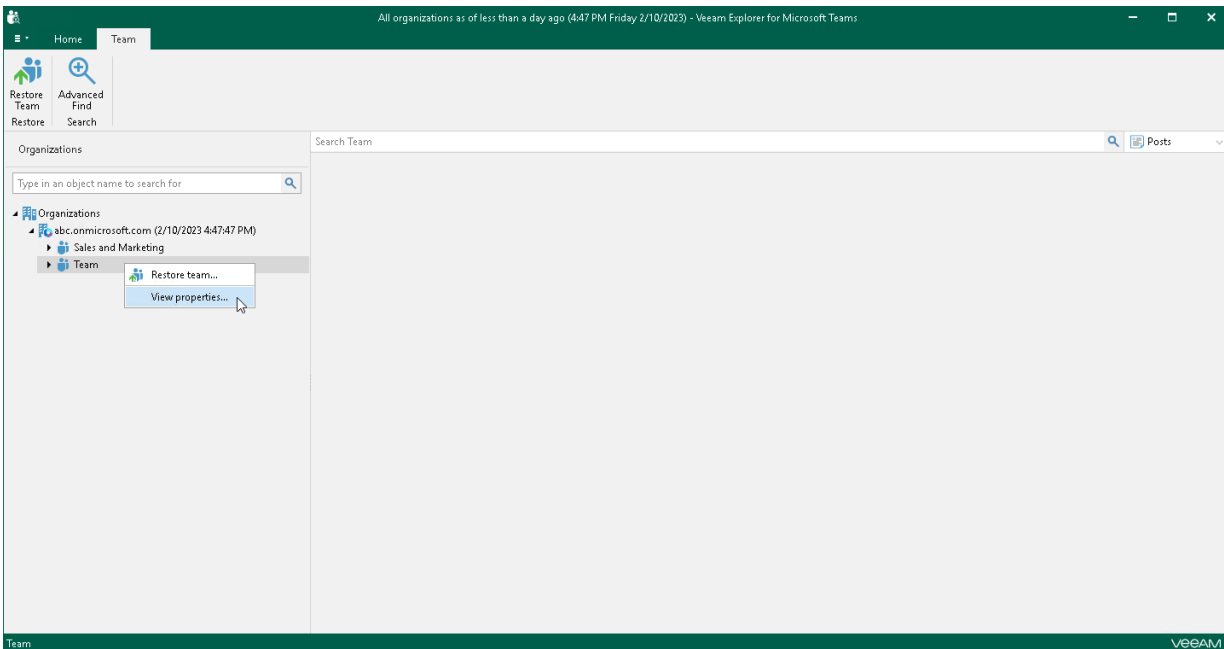 All organizations as of less than a day ago (4:47 PM Friday 2/10/2023) - Veeam Explorer for Microsoft Teams
Home Team
Restore Team
Advanced Find
Restore Search
Organizations
Search Team
Posts
Type in an object name to search for
Organizations
abc.onmicrosoft.com (2/10/2023 4:47:47 PM)
Sales and Marketing
Team
Restore team...
View properties...
Team
veeam